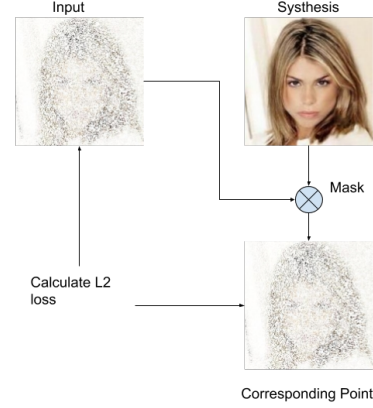 Input
Systhesis
Mask
Calculate L2
loss
Corresponding Point